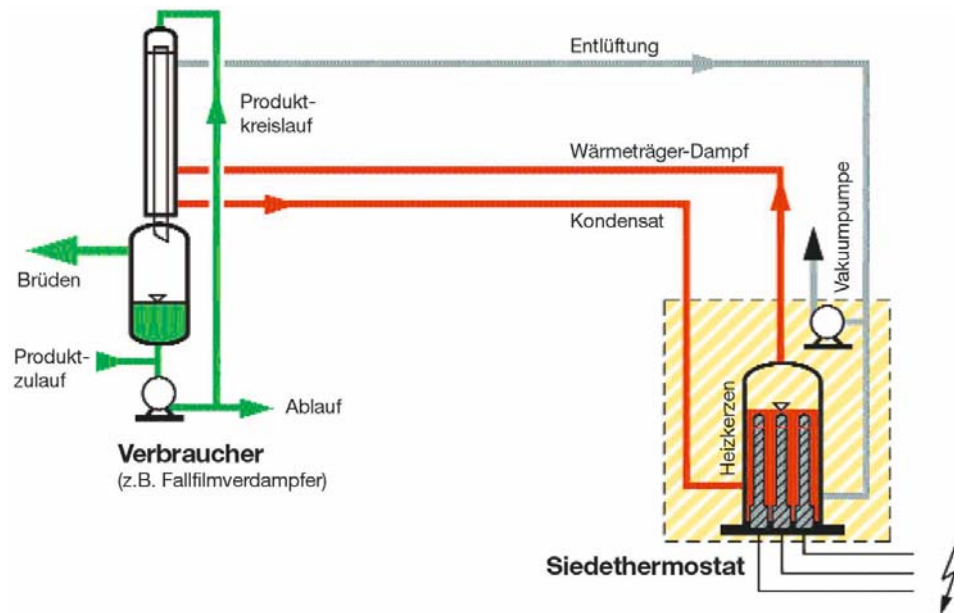 Entlüftung
Produkt-
kreislauf
Wärmeträger-Dampf
Kondensat
Vakuumpumpe
Brüden
Produkt-
zulauf
Ablauf
Heizkerzen
Verbraucher
(z.B. Fallfilmverdampfer)
Siedethermostat